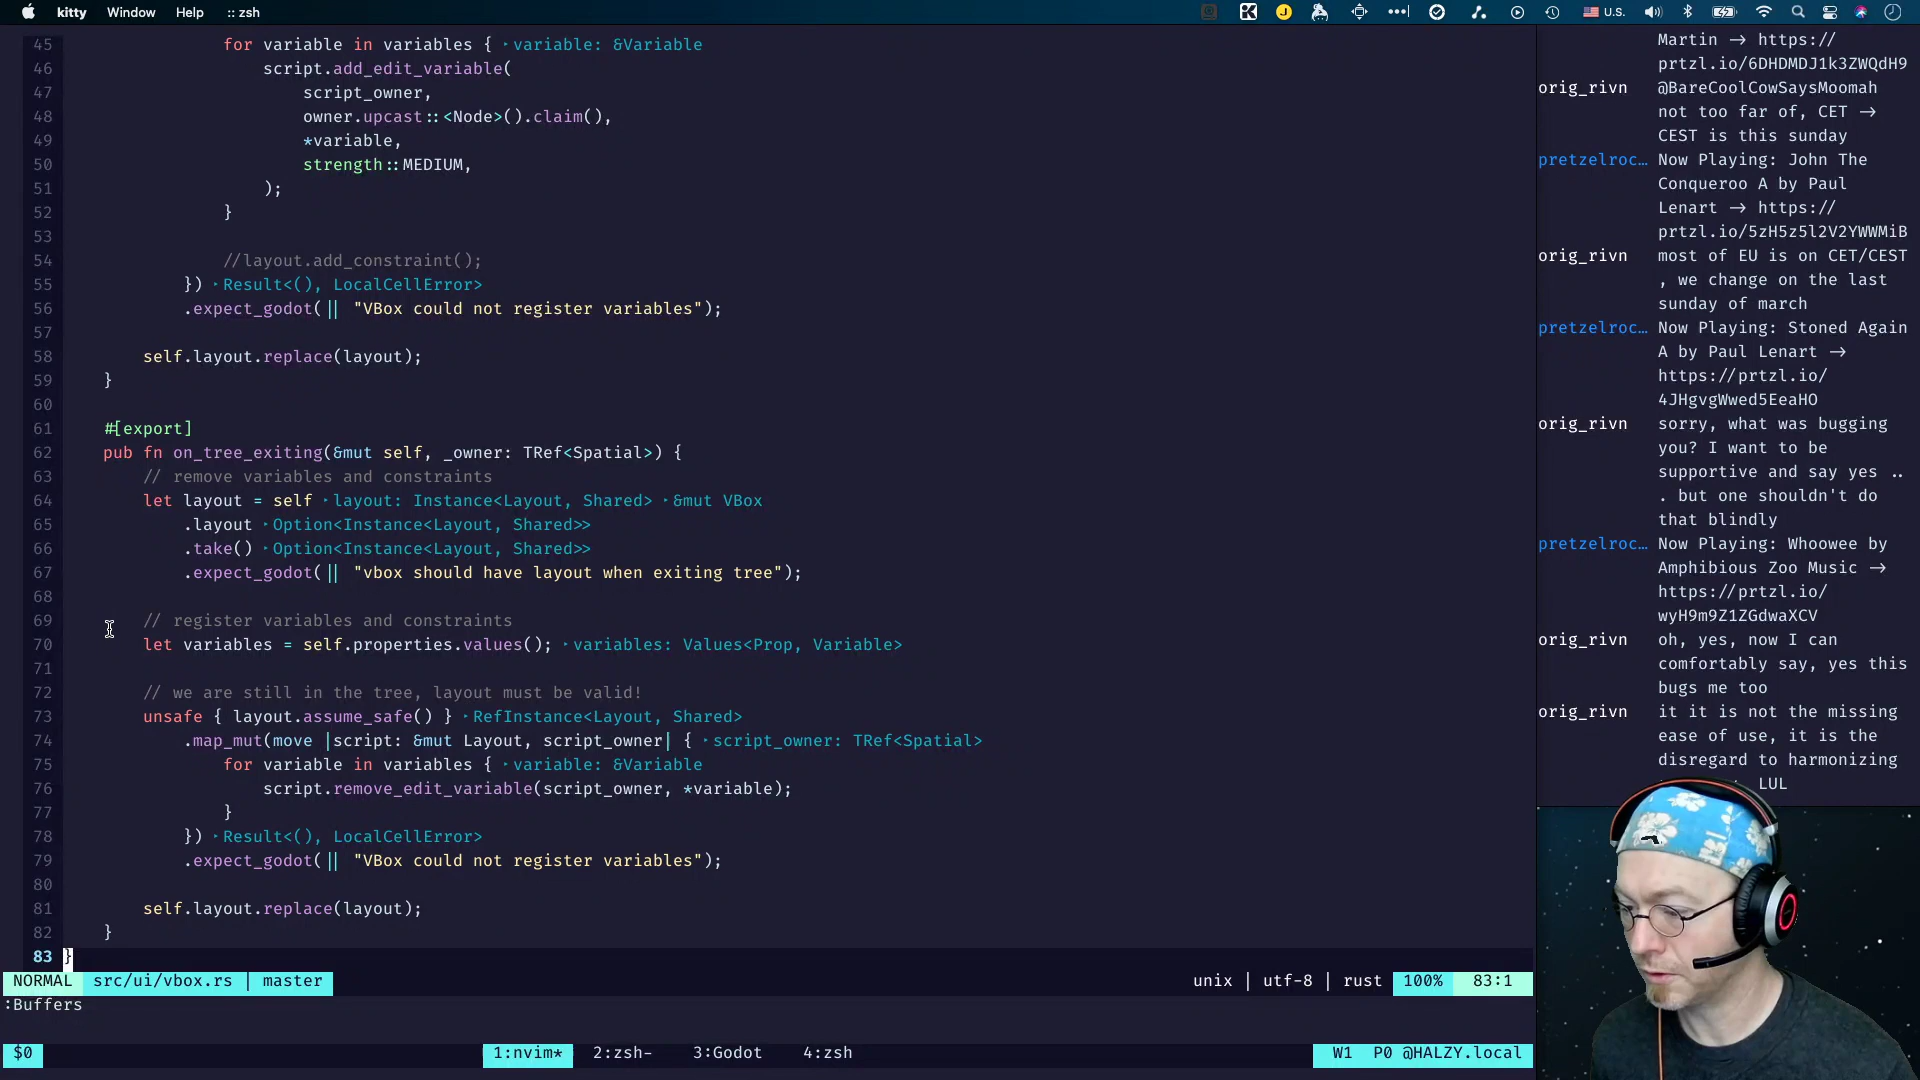 kitty Window Help :: zsh
U.S.
45 for variable in variables { ‣ variable: &Variable
46 script.add_edit_variable(
47 script_owner,
48 owner.upcast::<Node>().claim(),
49 *variable,
50 strength::MEDIUM,
51 );
52 }
53
54 //layout.add_constraint();
55 }) ‣ Result<(), LocalCellError>
56 .expect_godot(|| "VBox could not register variables");
57
58 self.layout.replace(layout);
59 }
60
61 #[export]
62 pub fn on_tree_exiting(&mut self, _owner: TRef<Spatial>) {
63 // remove variables and constraints
64 let layout = self ‣ layout: Instance<Layout, Shared> ‣ &mut VBox
65 .layout ‣ Option<Instance<Layout, Shared>>
66 .take() ‣ Option<Instance<Layout, Shared>>
67 .expect_godot(|| "vbox should have layout when exiting tree");
68
69 // register variables and constraints
70 let variables = self.properties.values(); ‣ variables: Values<Prop, Variable>
71
72 // we are still in the tree, layout must be valid!
73 unsafe { layout.assume_safe() } ‣ RefInstance<Layout, Shared>
74 .map_mut(move |script: &mut Layout, script_owner| { ‣ script_owner: TRef<Spatial>
75 for variable in variables { ‣ variable: &Variable
76 script.remove_edit_variable(script_owner, *variable);
77 }
78 }) ‣ Result<(), LocalCellError>
79 .expect_godot(|| "VBox could not register variables");
80
81 self.layout.replace(layout);
82 }
83 }
NORMAL src/ui/vbox.rs | master unix | utf-8 | rust 100% 83:1
:Buffers
$0 1:nvim* 2:zsh- 3:Godot 4:zsh W1 P0 @HALZY.local
Martin → https://
prtzl.io/6DHDMDJ1k3ZWQdH9
orig_rivn @BareCoolCowSaysMoomah
not too far of, CET →
CEST is this sunday
pretzelroc… Now Playing: John The
Conqueroo A by Paul
Lenart → https://
prtzl.io/5zH5z5l2V2YWWMiB
orig_rivn most of EU is on CET/CEST
, we change on the last
sunday of march
pretzelroc… Now Playing: Stoned Again
A by Paul Lenart →
https://prtzl.io/
4JHgvgWwed5EeaHO
orig_rivn sorry, what was bugging
you? I want to be
supportive and say yes ..
. but one shouldn't do
that blindly
pretzelroc… Now Playing: Whoowee by
Amphibious Zoo Music →
https://prtzl.io/
wyH9m9Z1ZGdwaXCV
orig_rivn oh, yes, now I can
comfortably say, yes this
bugs me too
orig_rivn it it is not the missing
ease of use, it is the
disregard to harmonizing
LUL